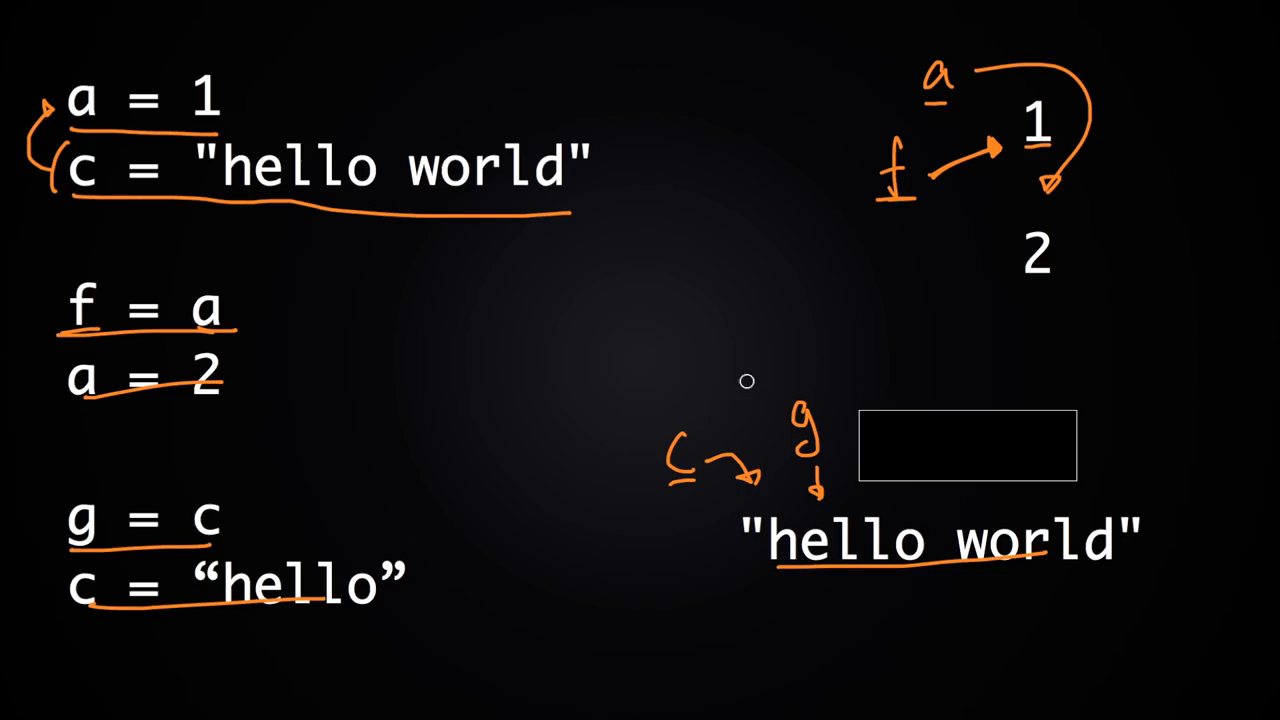 a = 1
c = "hello world"
f = a
a = 2
g = c
c = “hello”
a
1
f
2
g
c
"hello world"